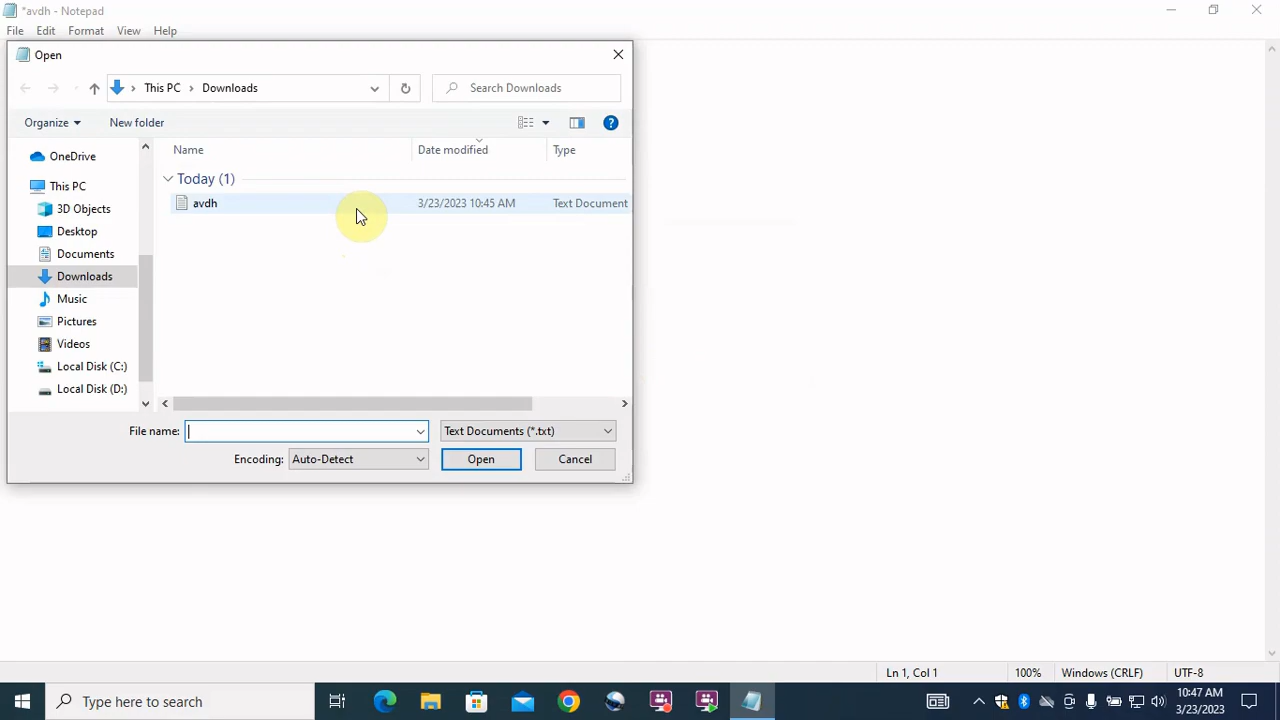 *avdh - Notepad
File Edit Format View Help
Open
This PC Downloads
Search Downloads
Organize New folder
Name Date modified Type
OneDrive
Today (1)
This PC
avdh 3/23/2023 10:45 AM Text Document
3D Objects
Desktop
Documents
Downloads
Music
Pictures
Videos
Local Disk (C:)
Local Disk (D:)
File name: Text Documents (*.txt)
Encoding: Auto-Detect Open Cancel
Ln 1, Col 1 100% Windows (CRLF) UTF-8
Type here to search
10:47 AM
3/23/2023